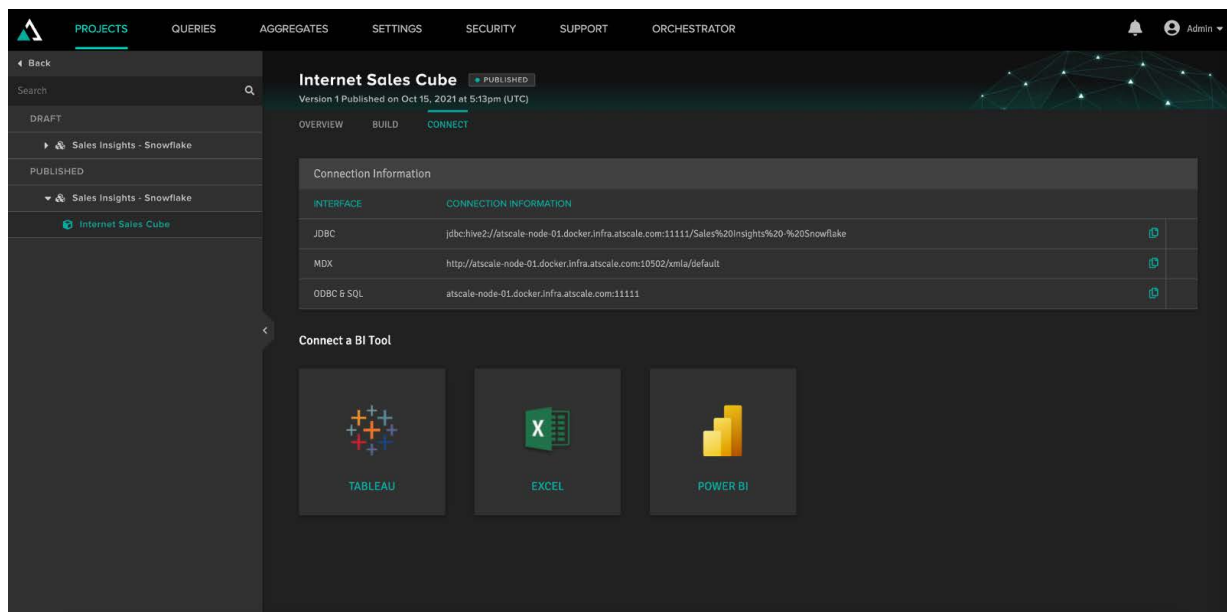 PROJECTS QUERIES AGGREGATES SETTINGS SECURITY SUPPORT ORCHESTRATOR Admin
Back
Search
DRAFT
Sales Insights - Snowflake
PUBLISHED
Sales Insights - Snowflake
Internet Sales Cube
Internet Sales Cube PUBLISHED
Version 1 Published on Oct 15, 2021 at 5:13pm (UTC)
OVERVIEW BUILD CONNECT
Connection Information
INTERFACE CONNECTION INFORMATION
JDBC jdbc:hive2://atscale-node-01.docker.infra.atscale.com:11111/Sales%20Insights%20-%20Snowflake
MDX http://atscale-node-01.docker.infra.atscale.com:10502/xmla/default
ODBC & SQL atscale-node-01.docker.infra.atscale.com:11111
Connect a BI Tool
TABLEAU EXCEL POWER BI